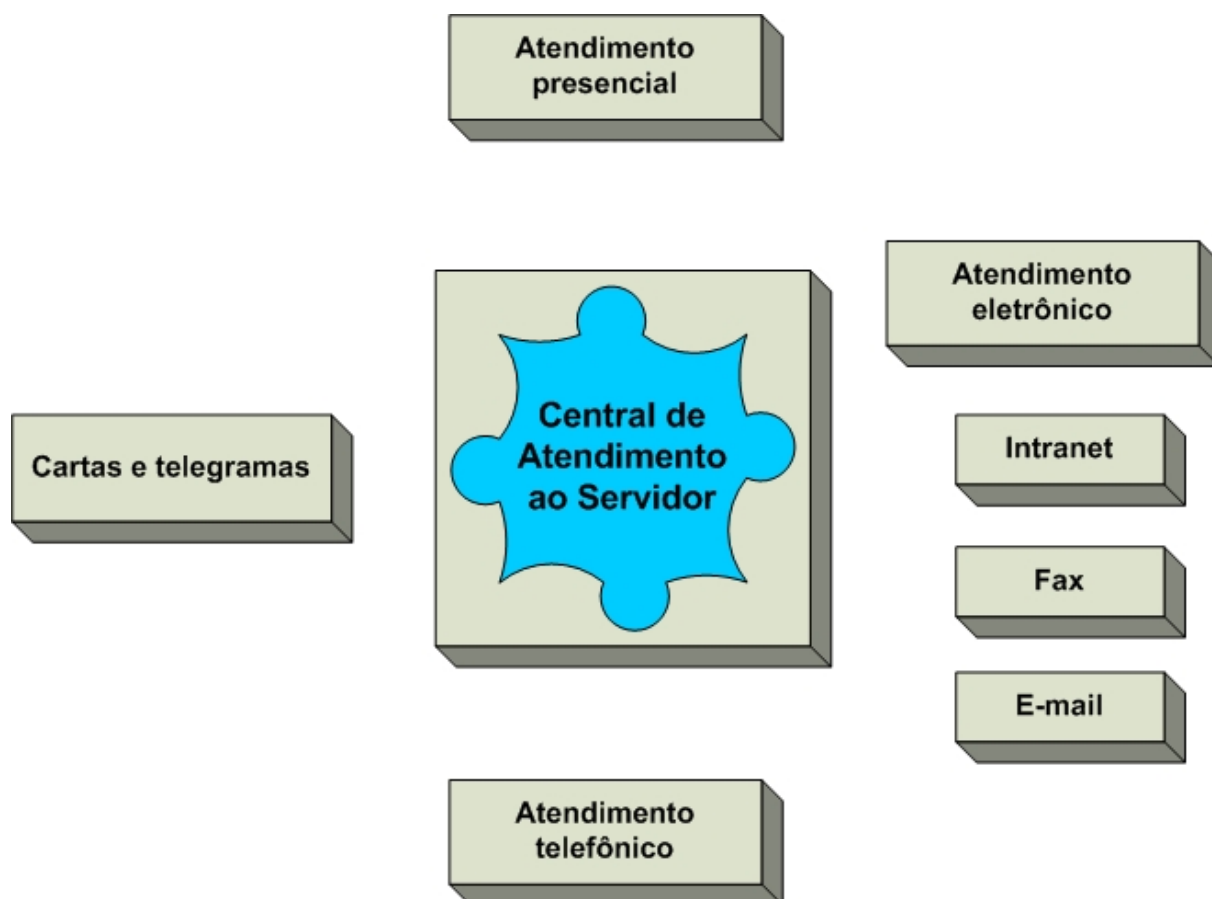 Atendimento
presencial
Atendimento
eletrônico
Central de
Atendimento
ao Servidor
Cartas e telegramas
Intranet
Fax
E-mail
Atendimento
telefônico